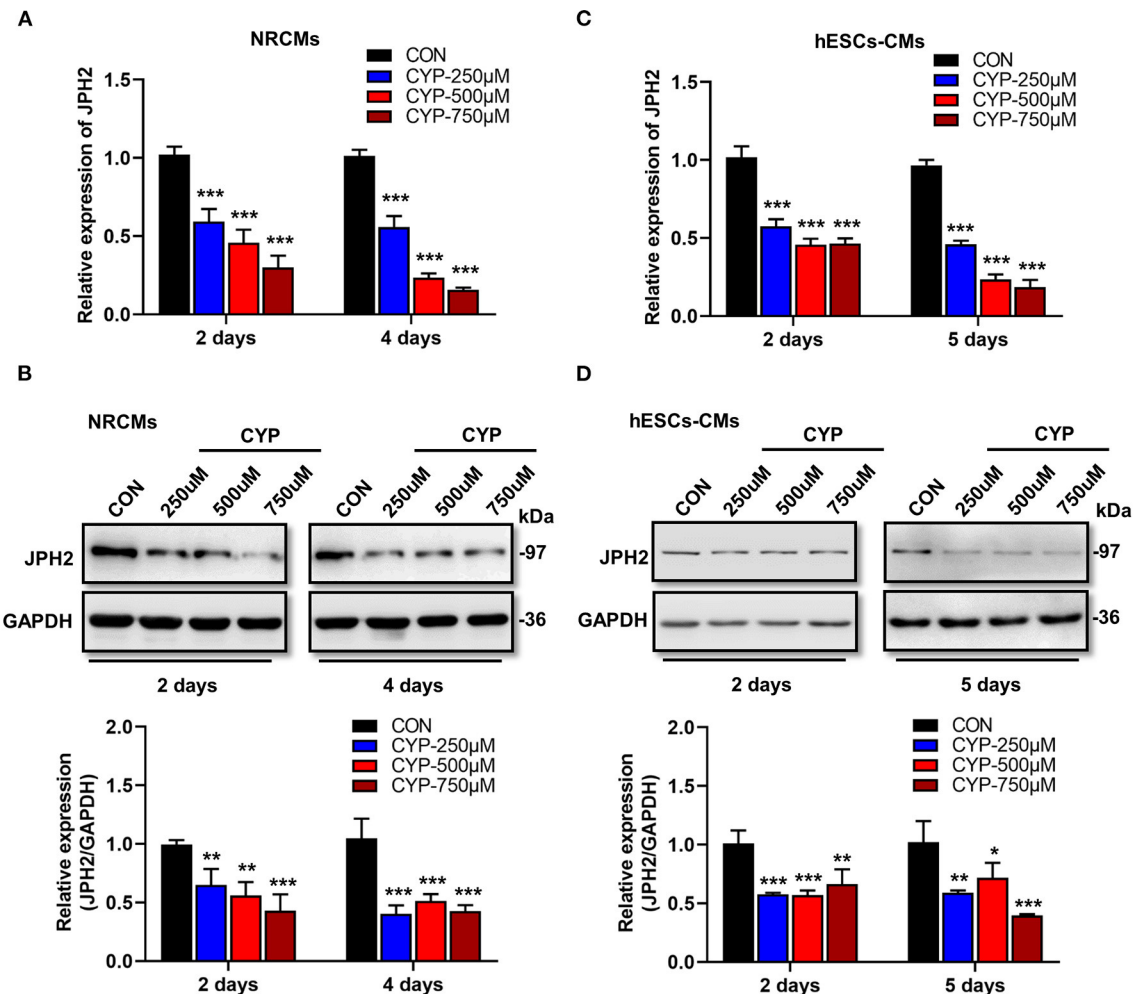 A
NRCMs
CON
CYP-250μM
CYP-500μM
CYP-750μM
Relative expression of JPH2
1.5
1.0
0.5
0.0
*** *** *** *** *** ***
2 days 4 days
C
hESCs-CMs
CON
CYP-250μM
CYP-500μM
CYP-750μM
Relative expression of JPH2
1.5
1.0
0.5
0.0
*** *** *** *** *** ***
2 days 5 days
B
NRCMs
CYP CYP
CON 250uM 500uM 750uM CON 250uM 500uM 750uM
kDa
JPH2 -97
GAPDH -36
2 days 4 days
Relative expression
(JPH2/GAPDH)
2.0
1.5
1.0
0.5
0.0
CON
CYP-250μM
CYP-500μM
CYP-750μM
** ** *** *** *** ***
2 days 4 days
D
hESCs-CMs
CYP CYP
CON 250uM 500uM 750uM CON 250uM 500uM 750uM
kDa
JPH2 -97
GAPDH -36
2 days 5 days
Relative expression
(JPH2/GAPDH)
2.0
1.5
1.0
0.5
0.0
CON
CYP-250μM
CYP-500μM
CYP-750μM
*** *** ** ** * ***
2 days 5 days